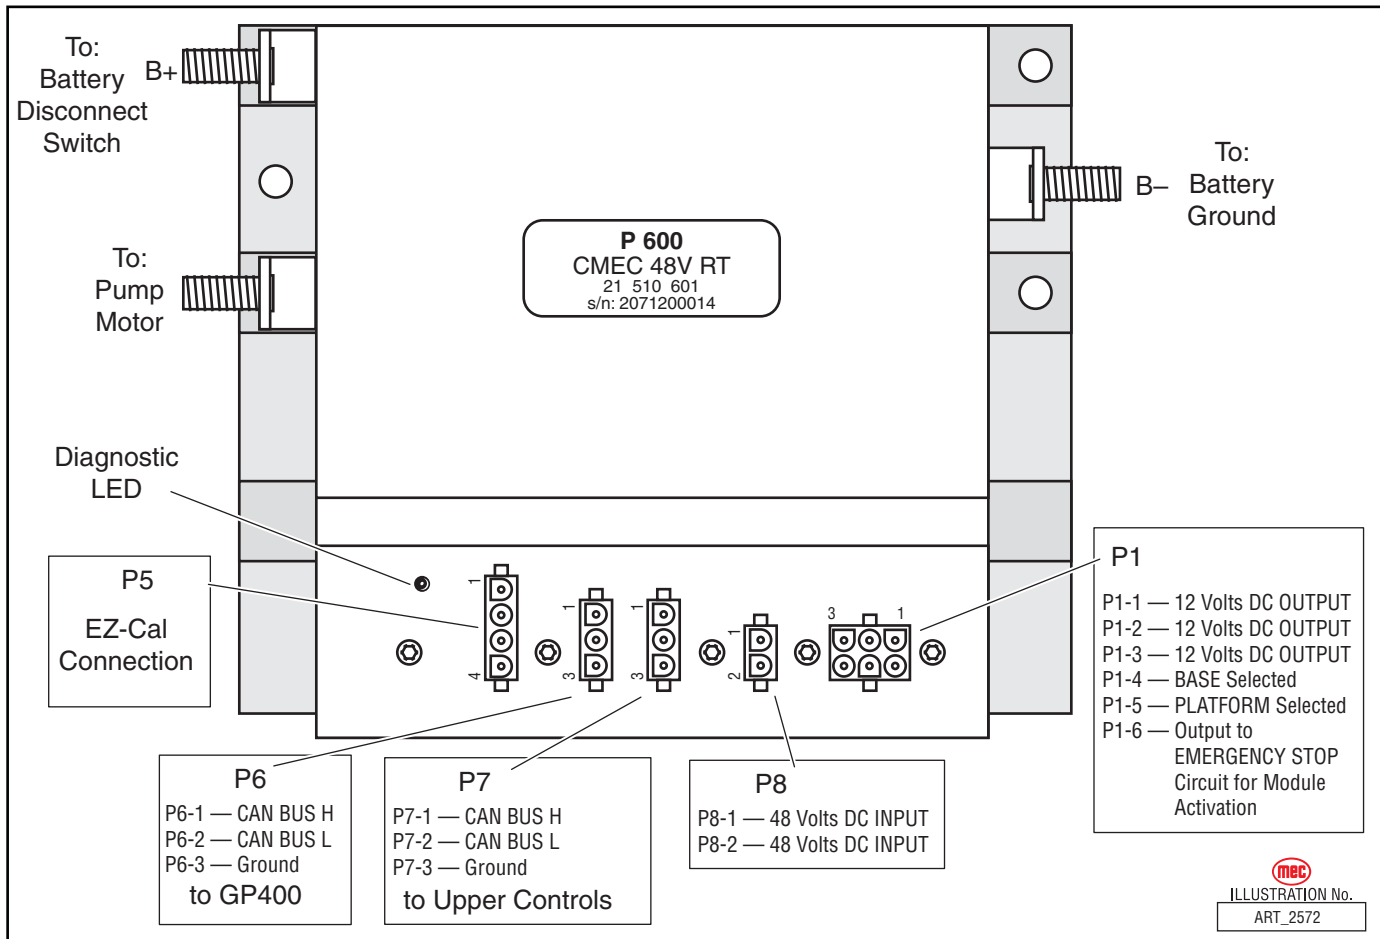 To:
Battery
Disconnect
Switch
B+
To:
Pump
Motor
P 600
CMEC 48V RT
21 510 601
s/n: 2071200014
B–
To:
Battery
Ground
Diagnostic
LED
P5
EZ-Cal
Connection
1
4
1
3
1
3
1
2
3 1
P1
P1-1 — 12 Volts DC OUTPUT
P1-2 — 12 Volts DC OUTPUT
P1-3 — 12 Volts DC OUTPUT
P1-4 — BASE Selected
P1-5 — PLATFORM Selected
P1-6 — Output to
EMERGENCY STOP
Circuit for Module
Activation
P6
P6-1 — CAN BUS H
P6-2 — CAN BUS L
P6-3 — Ground
to GP400
P7
P7-1 — CAN BUS H
P7-2 — CAN BUS L
P7-3 — Ground
to Upper Controls
P8
P8-1 — 48 Volts DC INPUT
P8-2 — 48 Volts DC INPUT
mec
ILLUSTRATION No.
ART_2572